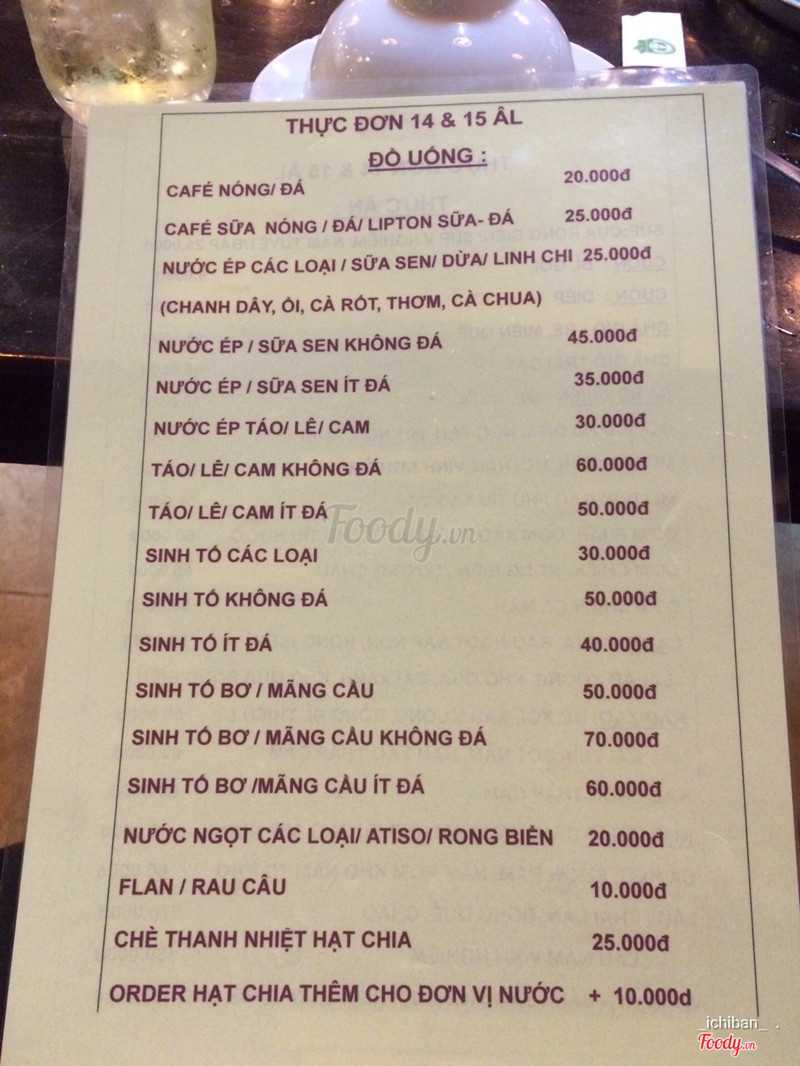 THỰC ĐƠN 14 & 15 ÂL
ĐỒ UỐNG :
CAFÉ NÓNG/ ĐÁ 20.000đ
CAFÉ SỮA NÓNG / ĐÁ/ LIPTON SỮA- ĐÁ 25.000đ
NƯỚC ÉP CÁC LOẠI / SỮA SEN/ DỪA/ LINH CHI 25.000đ
(CHANH DÂY, ỔI, CÀ RỐT, THƠM, CÀ CHUA)
NƯỚC ÉP / SỮA SEN KHÔNG ĐÁ 45.000đ
NƯỚC ÉP / SỮA SEN ÍT ĐÁ 35.000đ
NƯỚC ÉP TÁO/ LÊ/ CAM 30.000đ
TÁO/ LÊ/ CAM KHÔNG ĐÁ 60.000đ
TÁO/ LÊ/ CAM ÍT ĐÁ 50.000đ
Foody.vn
SINH TỐ CÁC LOẠI 30.000đ
SINH TỐ KHÔNG ĐÁ 50.000đ
SINH TỐ ÍT ĐÁ 40.000đ
SINH TỐ BƠ / MÃNG CẦU 50.000đ
SINH TỐ BƠ / MÃNG CẦU KHÔNG ĐÁ 70.000đ
SINH TỐ BƠ /MÃNG CẦU ÍT ĐÁ 60.000đ
NƯỚC NGỌT CÁC LOẠI/ ATISO/ RONG BIỂN 20.000đ
FLAN / RAU CÂU 10.000đ
CHÈ THANH NHIỆT HẠT CHIA 25.000đ
ORDER HẠT CHIA THÊM CHO ĐƠN VỊ NƯỚC + 10.000d
_ichiban_ .
Foody.vn